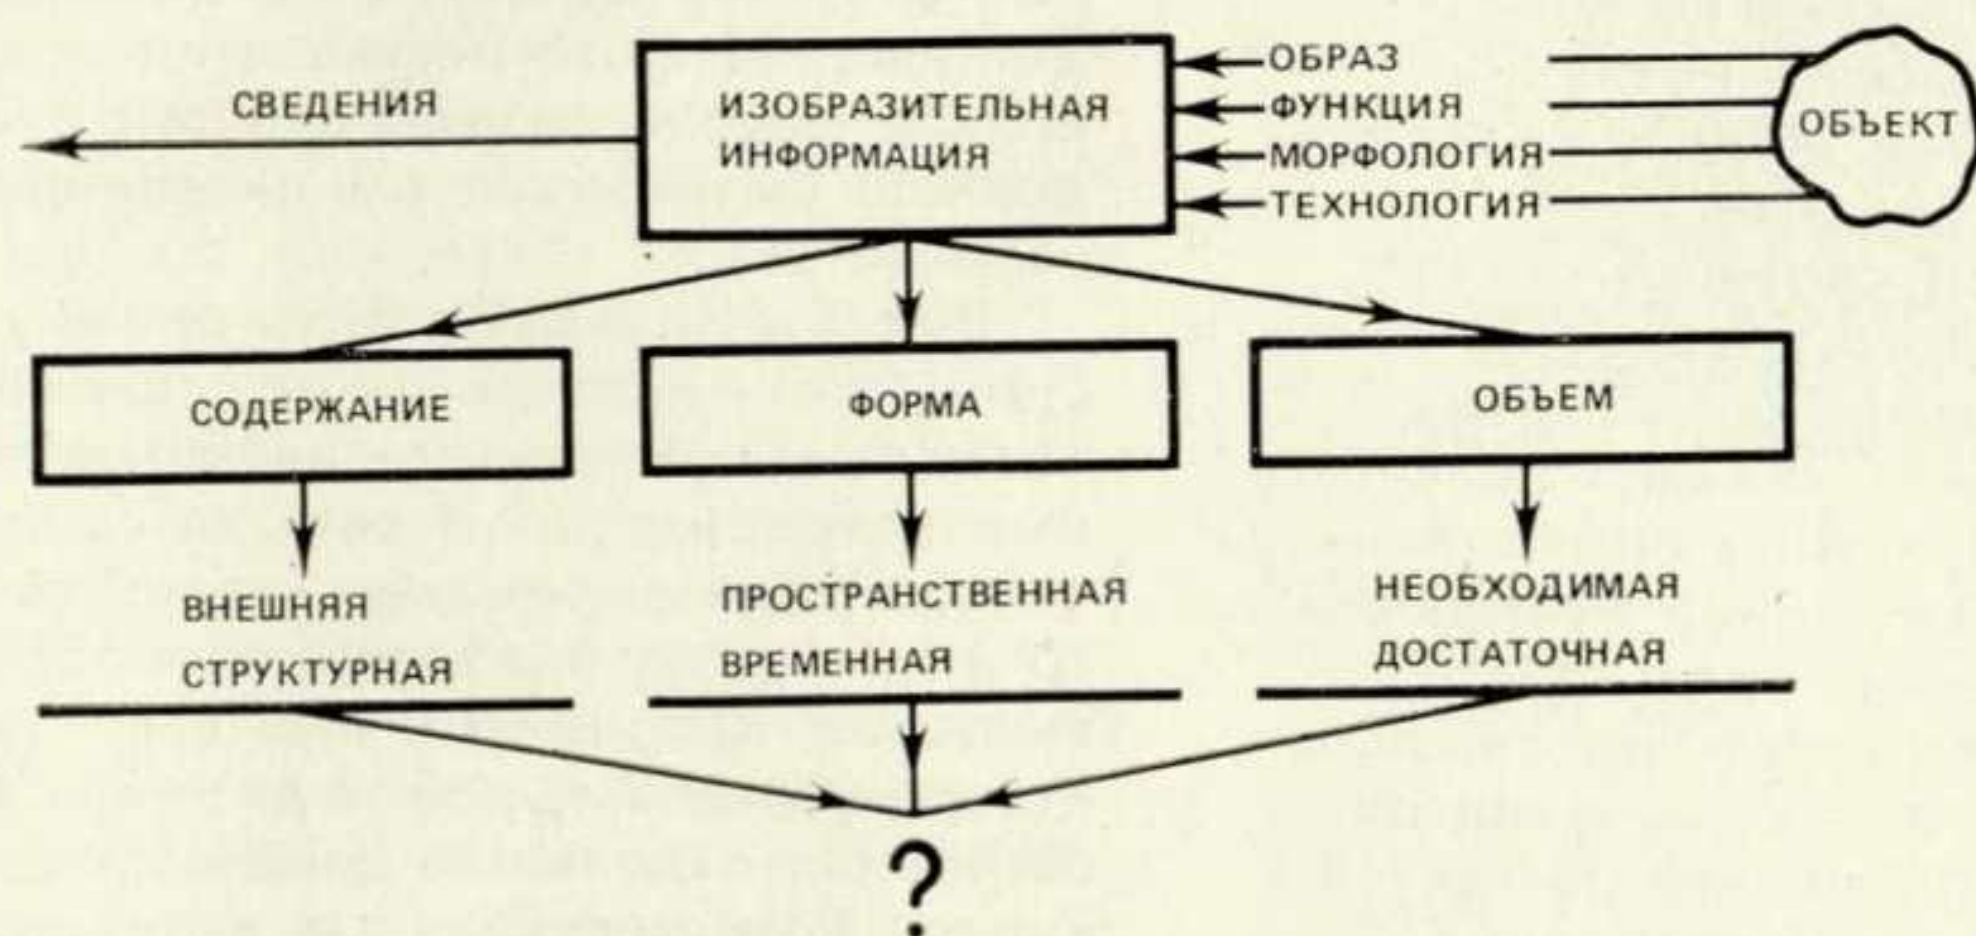 СВЕДЕНИЯ
ИЗОБРАЗИТЕЛЬНАЯ
ИНФОРМАЦИЯ
ОБРАЗ
ФУНКЦИЯ
МОРФОЛОГИЯ
ТЕХНОЛОГИЯ
ОБЪЕКТ
СОДЕРЖАНИЕ
ФОРМА
ОБЪЕМ
ВНЕШНЯЯ
СТРУКТУРНАЯ
ПРОСТРАНСТВЕННАЯ
ВРЕМЕННАЯ
НЕОБХОДИМАЯ
ДОСТАТОЧНАЯ
?